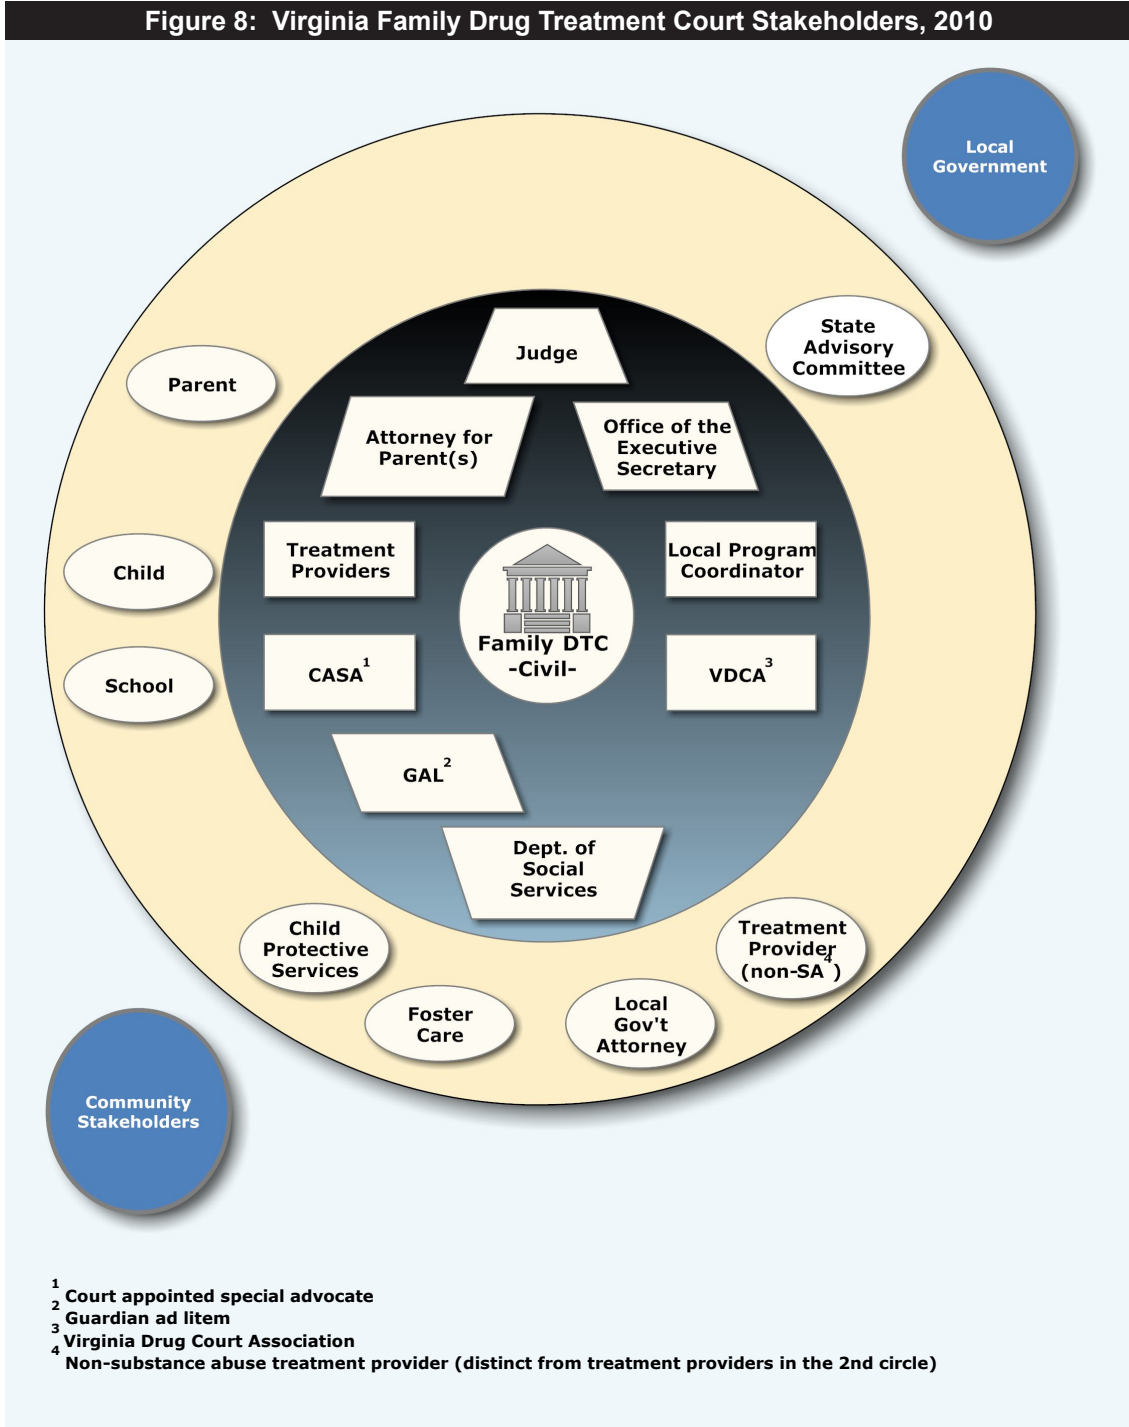 Figure 8: Virginia Family Drug Treatment Court Stakeholders, 2010
Local
Government
State
Advisory
Committee
Judge
Parent
Attorney for
Parent(s)
Office of the
Executive
Secretary
Treatment
Providers
Local Program
Coordinator
Child
Family DTC
-Civil-
CASA1
VDCA3
School
GAL2
Dept. of
Social
Services
Child
Protective
Services
Treatment
Provider
(non-SA4)
Foster
Care
Local
Gov't
Attorney
Community
Stakeholders
1 Court appointed special advocate
2 Guardian ad litem
3 Virginia Drug Court Association
4 Non-substance abuse treatment provider (distinct from treatment providers in the 2nd circle)